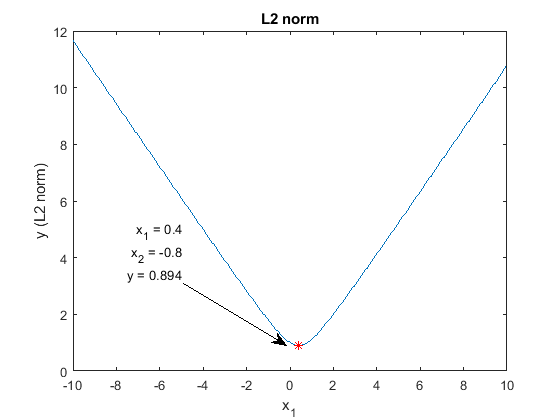 L2 norm
12
10
8
6
4
2
0
y (L2 norm)
x₁ = 0.4
x₂ = -0.8
y = 0.894
-10 -8 -6 -4 -2 0 2 4 6 8 10
x₁